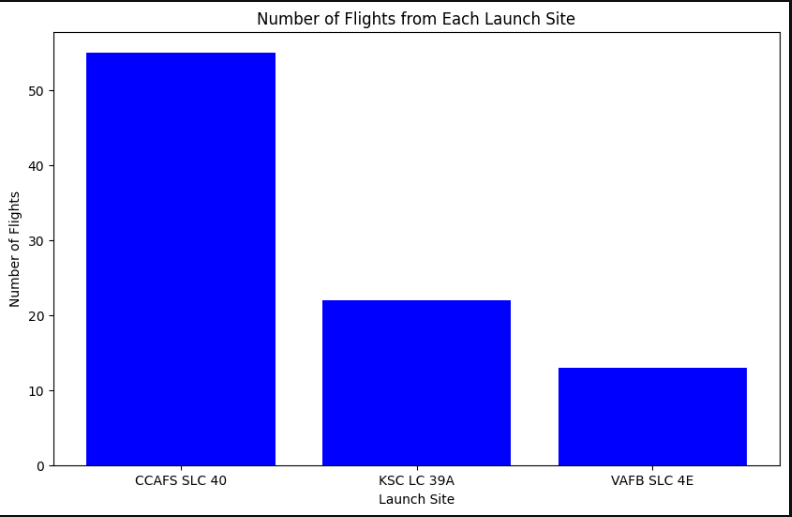 Number of Flights from Each Launch Site
Number of Flights
50
40
30
20
10
0
CCAFS SLC 40 KSC LC 39A VAFB SLC 4E
Launch Site